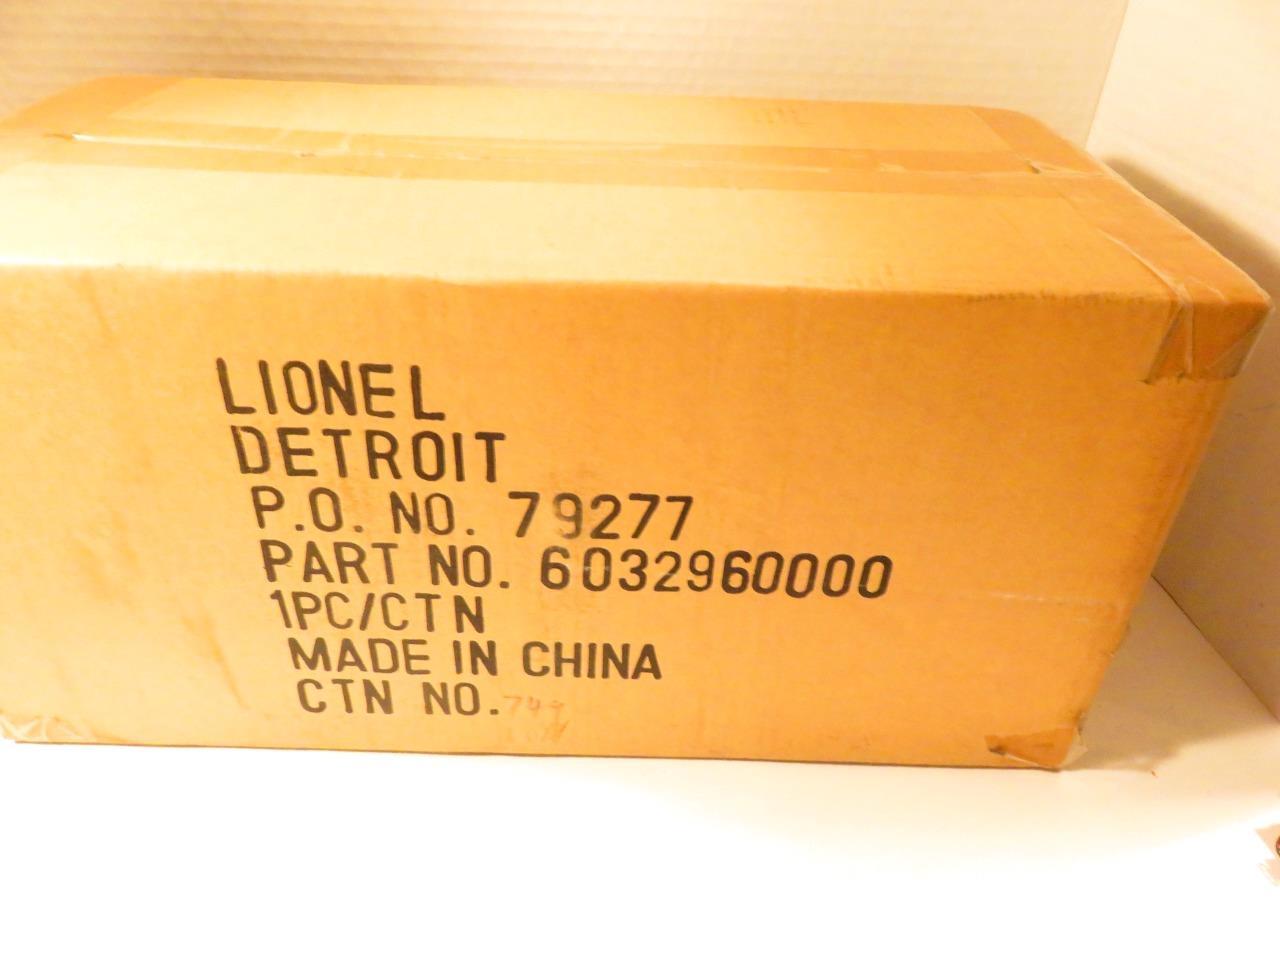 LIONEL
DETROIT
P.O. NO. 79277
PART NO. 6032960000
1PC/CTN
MADE IN CHINA
CTN NO.